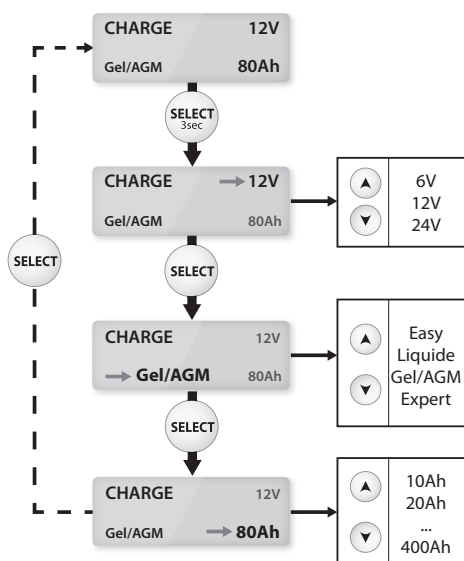 CHARGE 12V
Gel/AGM 80Ah
SELECT
3sec
CHARGE 12V
Gel/AGM 80Ah
6V
12V
24V
SELECT
SELECT
CHARGE 12V
Gel/AGM 80Ah
Easy
Liquide
Gel/AGM
Expert
SELECT
CHARGE 12V
Gel/AGM 80Ah
10Ah
20Ah
...
400Ah